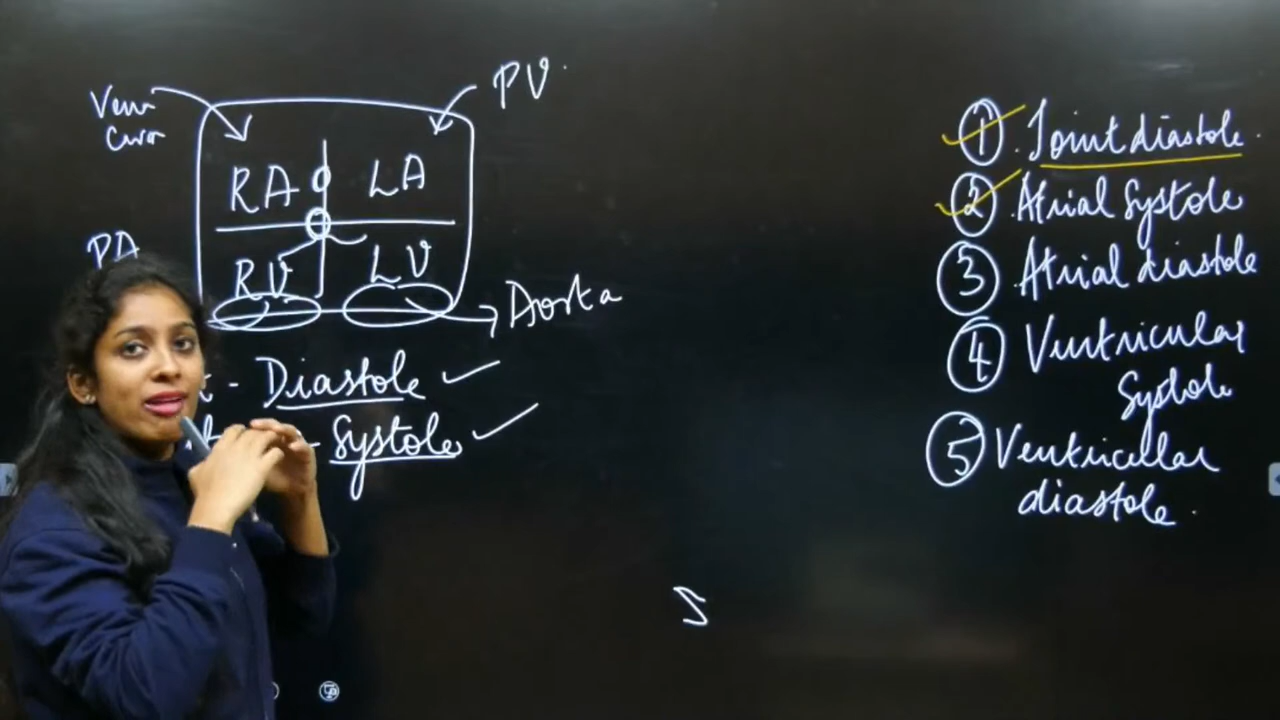 Vena
Cava
PV.
RA
LA
PA
RV
LV
Aorta
- Diastole
- Systole
1. Joint diastole.
2. Atrial Systole
3. Atrial diastole
4 Ventricular
Systole
5 Ventricular
diastole.